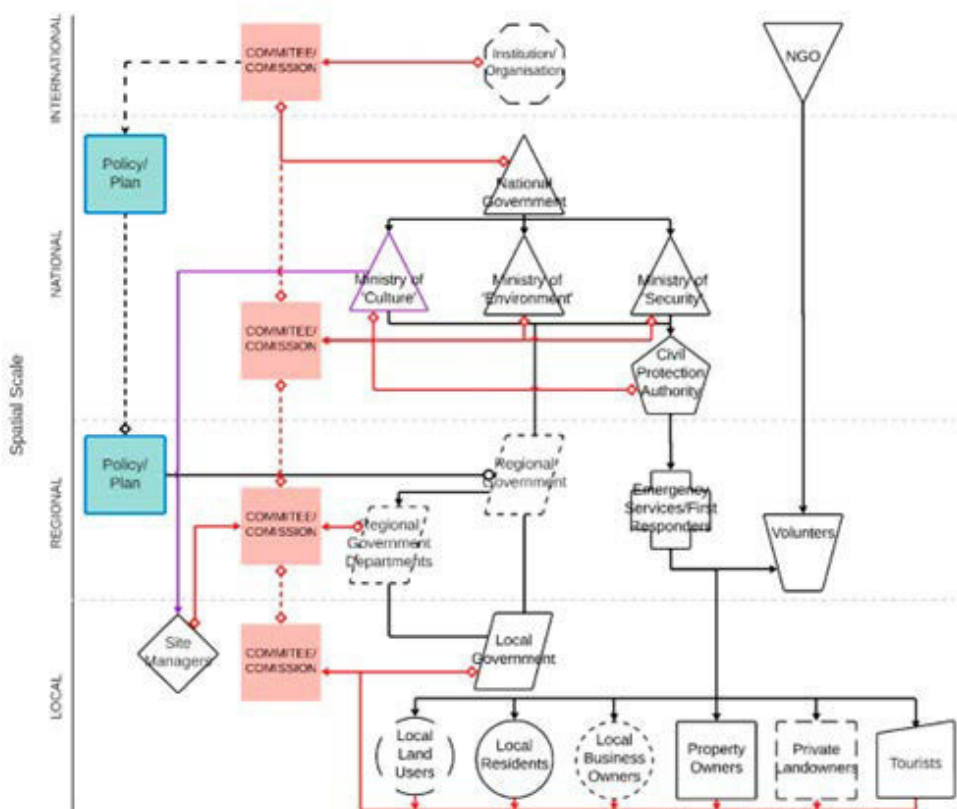 INTERNATIONAL
COMMITEE/
COMISSION
Institution/
Organisation
NGO
Policy/
Plan
National
Government
NATIONAL
Ministry of
'Culture'
Ministry of
'Environment'
Ministry of
'Security'
COMMITEE/
COMISSION
Civil
Protection
Authority
Spatial Scale
Policy/
Plan
Regional
Government
REGIONAL
COMMITEE/
COMISSION
Regional
Government
Departments
Emergency
Services/First
Responders
Volunters
Site
Managers
COMMITEE/
COMISSION
Local
Government
LOCAL
Local
Land
Users
Local
Residents
Local
Business
Owners
Property
Owners
Private
Landowners
Tourists